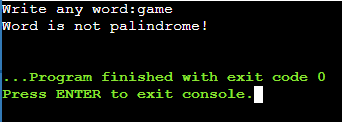 Write any word:game
Word is not palindrome!
...Program finished with exit code 0
Press ENTER to exit console.